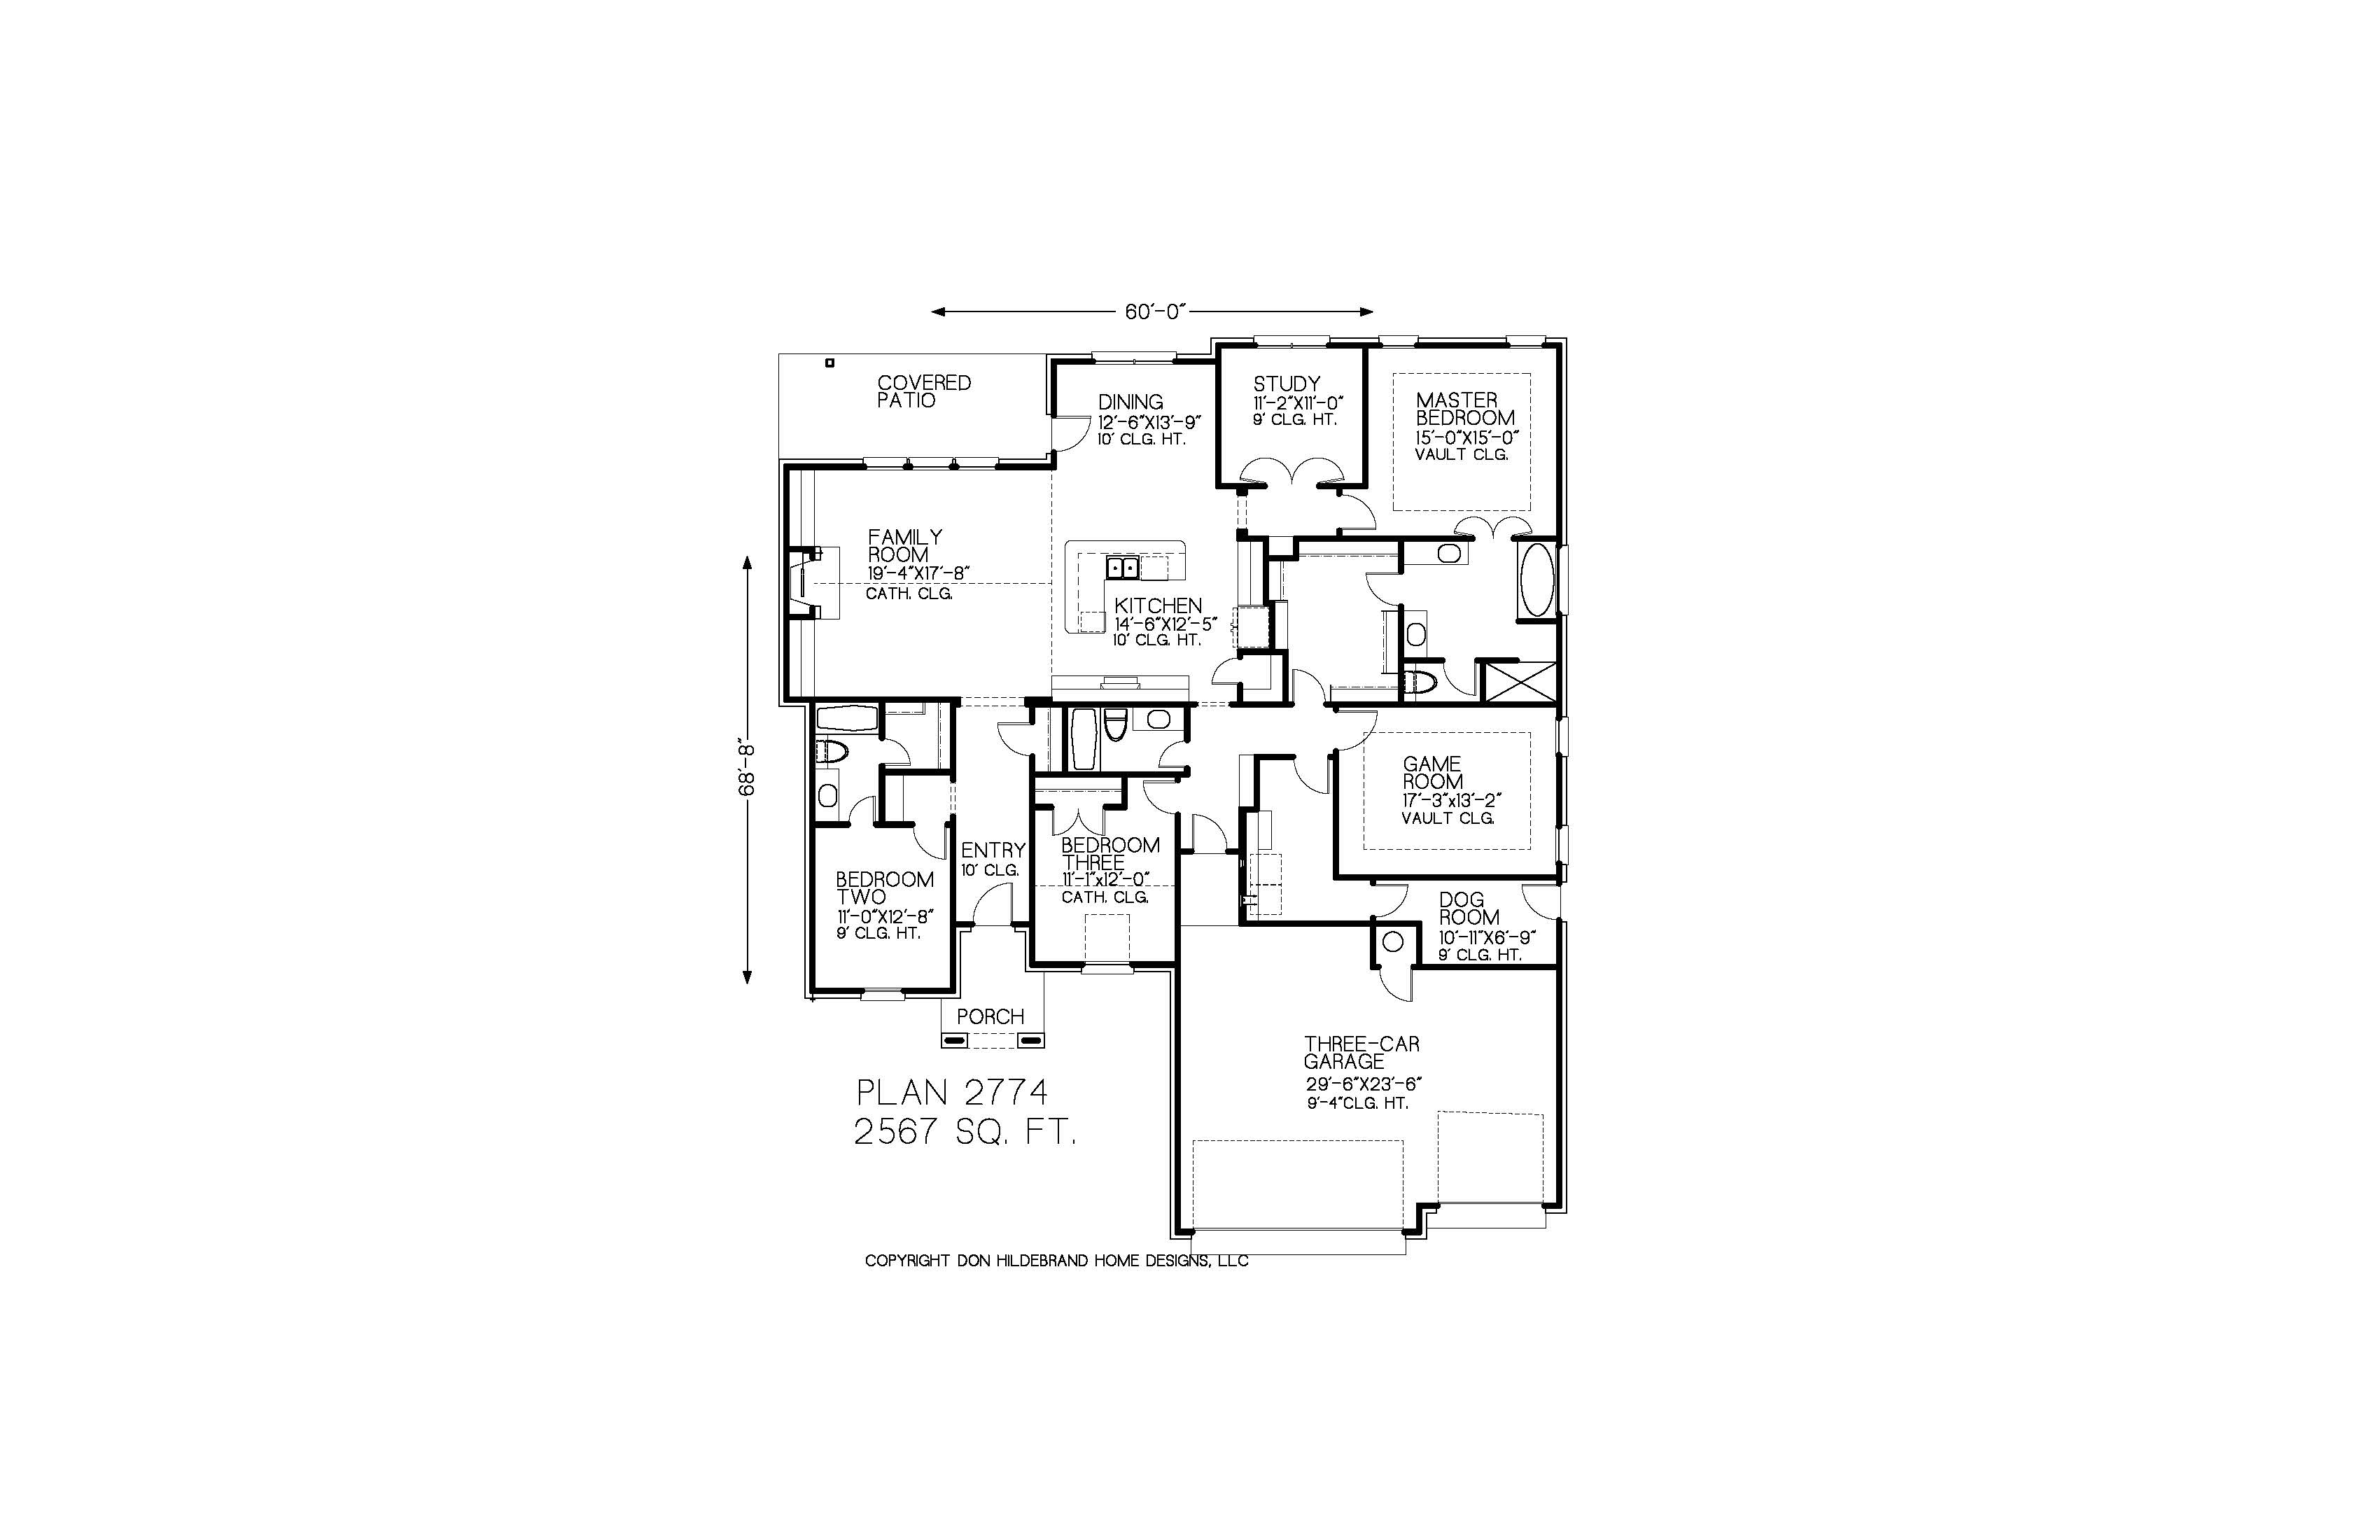 60'-0"
COVERED
PATIO
DINING
12'-6"X13'-9"
10' CLG. HT.
STUDY
11'-2"X11'-0"
9' CLG. HT.
MASTER
BEDROOM
15'-0"X15'-0"
VAULT CLG.
FAMILY
ROOM
19'-4"X17'-8"
CATH. CLG.
KITCHEN
14'-6"X12'-5"
10' CLG. HT.
68'-8"
GAME
ROOM
17'-3"x13'-2"
VAULT CLG.
ENTRY
10' CLG.
BEDROOM
THREE
11'-1"x12'-0"
CATH. CLG.
BEDROOM
TWO
11'-0"X12'-8"
9' CLG. HT.
DOG
ROOM
10'-11"X6'-9"
9' CLG. HT.
PORCH
THREE-CAR
GARAGE
29'-6"X23'-6"
9'-4"CLG. HT.
PLAN 2774
2567 SQ. FT.
COPYRIGHT DON HILDEBRAND HOME DESIGNS, LLC